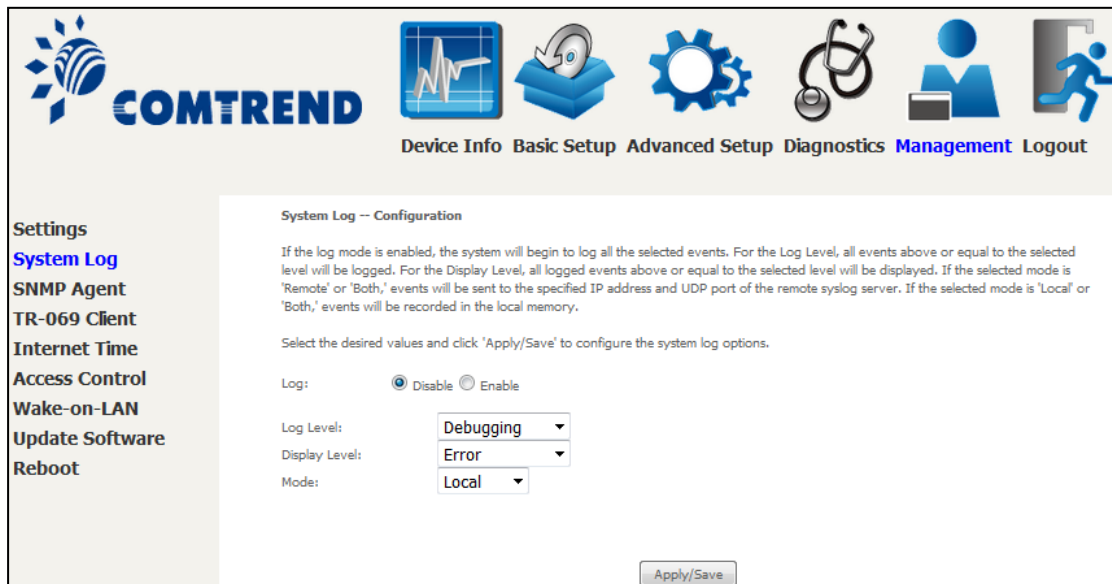 COMTREND
Device Info Basic Setup Advanced Setup Diagnostics Management Logout
Settings
System Log
SNMP Agent
TR-069 Client
Internet Time
Access Control
Wake-on-LAN
Update Software
Reboot
System Log -- Configuration
If the log mode is enabled, the system will begin to log all the selected events. For the Log Level, all events above or equal to the selected
level will be logged. For the Display Level, all logged events above or equal to the selected level will be displayed. If the selected mode is
'Remote' or 'Both,' events will be sent to the specified IP address and UDP port of the remote syslog server. If the selected mode is 'Local' or
'Both,' events will be recorded in the local memory.
Select the desired values and click 'Apply/Save' to configure the system log options.
Log: Disable Enable
Log Level: Debugging
Display Level: Error
Mode: Local
Apply/Save